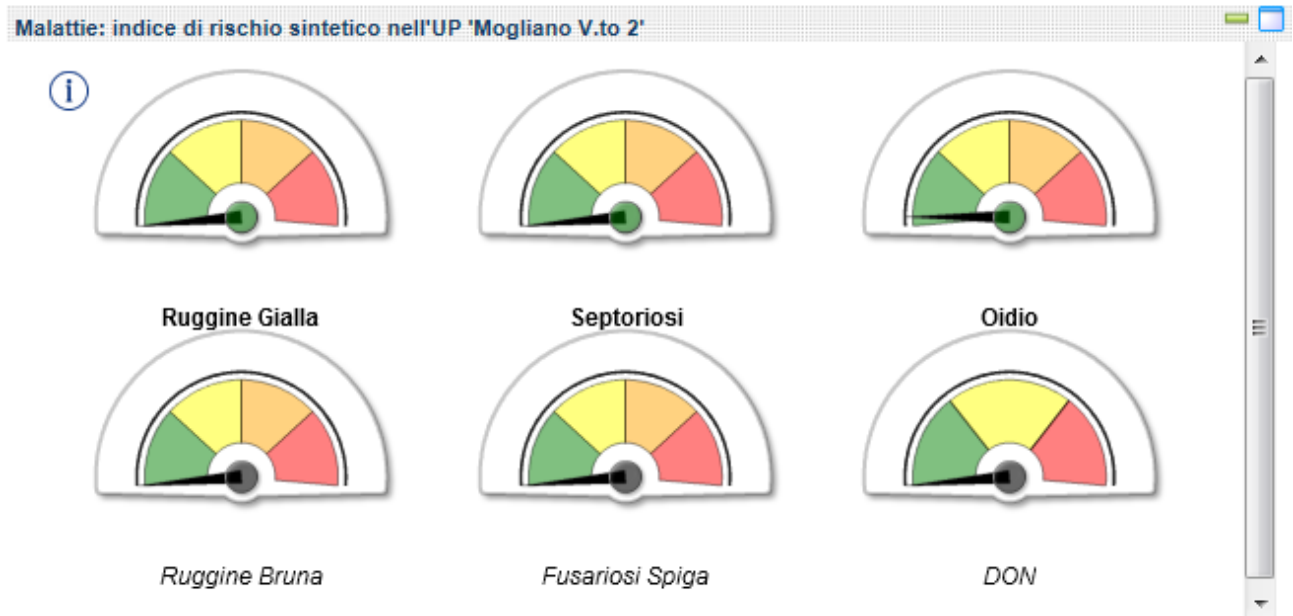 Malattie: indice di rischio sintetico nell'UP 'Mogliano V.to 2'
i
Ruggine Gialla Septoriosi Oidio
Ruggine Bruna Fusariosi Spiga DON